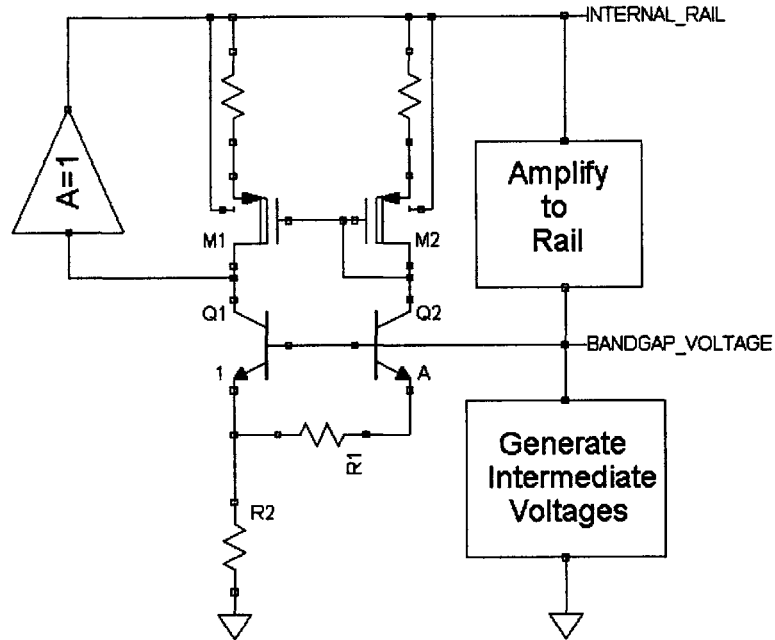 INTERNAL_RAIL
A=1
Amplify
to
Rail
M1
M2
Q1
Q2
BANDGAP_VOLTAGE
1
A
R1
Generate
Intermediate
Voltages
R2